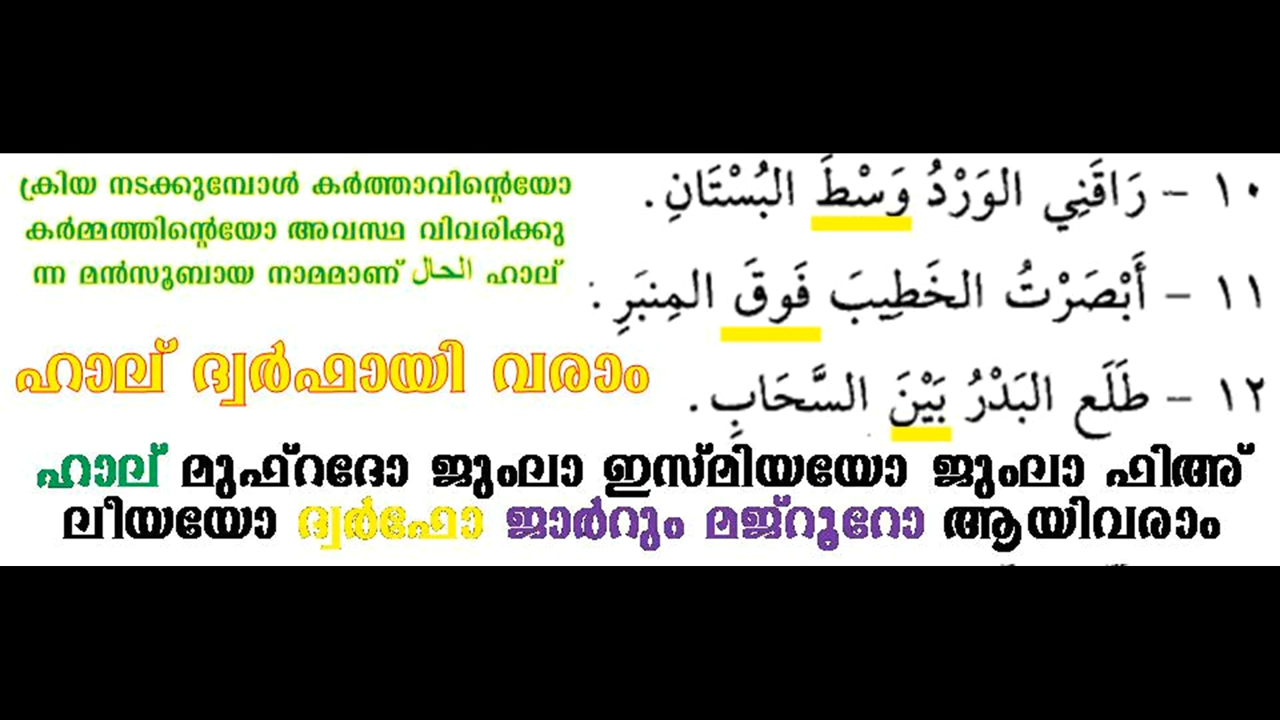 ക്രിയ നടക്കുമ്പോൾ കർത്താവിന്റെയോ
കർമ്മത്തിന്റെയോ അവസ്ഥ വിവരിക്കു
ന്ന മൻസൂബായ നാമമാണ് الحال ഹാല്
ഹാല് ദ്വർഫായി വരാം
١٠ – رَاقَنِي الوَرْدُ وَسْطَ البُسْتَانِ .
١١ – أَبْصَرْتُ الخَطِيبَ فَوقَ المِنبَرِ :
١٢ – طَلَع البَدْرُ بَيْنَ السَّحَابِ .
ഹാല് മുഫ്റദോ ജുംലാ ഇസ്മിയയോ ജുംലാ ഫിഅ്
ലീയയോ ദ്വർഫോ ജാർറും മജ്റൂറോ ആയിവരാം